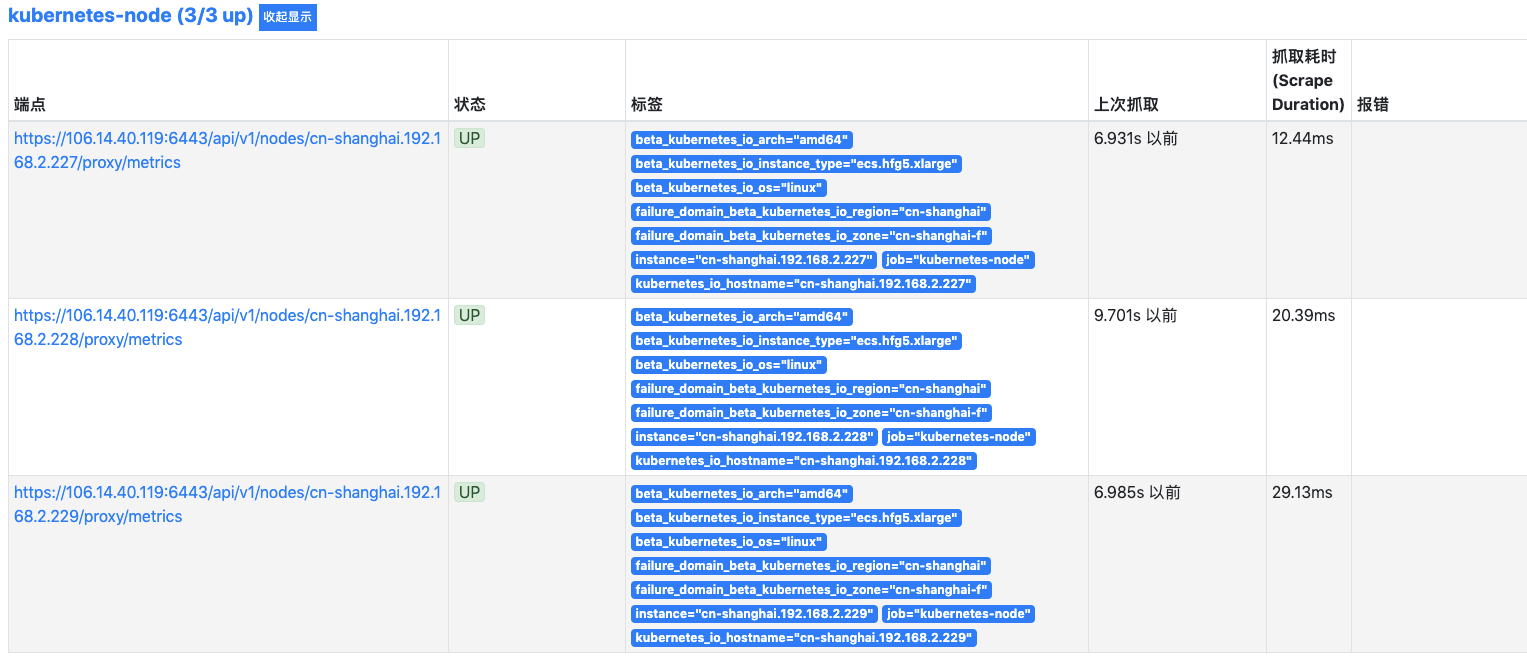 kubernetes-node (3/3 up) 收起显示
端点 状态 标签 上次抓取 抓取耗时 (Scrape Duration) 报错
https://106.14.40.119:6443/api/v1/nodes/cn-shanghai.192.1
68.2.227/proxy/metrics
UP
beta_kubernetes_io_arch="amd64"
beta_kubernetes_io_instance_type="ecs.hfg5.xlarge"
beta_kubernetes_io_os="linux"
failure_domain_beta_kubernetes_io_region="cn-shanghai"
failure_domain_beta_kubernetes_io_zone="cn-shanghai-f"
instance="cn-shanghai.192.168.2.227" job="kubernetes-node"
kubernetes_io_hostname="cn-shanghai.192.168.2.227"
6.931s 以前
12.44ms
https://106.14.40.119:6443/api/v1/nodes/cn-shanghai.192.1
68.2.228/proxy/metrics
UP
beta_kubernetes_io_arch="amd64"
beta_kubernetes_io_instance_type="ecs.hfg5.xlarge"
beta_kubernetes_io_os="linux"
failure_domain_beta_kubernetes_io_region="cn-shanghai"
failure_domain_beta_kubernetes_io_zone="cn-shanghai-f"
instance="cn-shanghai.192.168.2.228" job="kubernetes-node"
kubernetes_io_hostname="cn-shanghai.192.168.2.228"
9.701s 以前
20.39ms
https://106.14.40.119:6443/api/v1/nodes/cn-shanghai.192.1
68.2.229/proxy/metrics
UP
beta_kubernetes_io_arch="amd64"
beta_kubernetes_io_instance_type="ecs.hfg5.xlarge"
beta_kubernetes_io_os="linux"
failure_domain_beta_kubernetes_io_region="cn-shanghai"
failure_domain_beta_kubernetes_io_zone="cn-shanghai-f"
instance="cn-shanghai.192.168.2.229" job="kubernetes-node"
kubernetes_io_hostname="cn-shanghai.192.168.2.229"
6.985s 以前
29.13ms